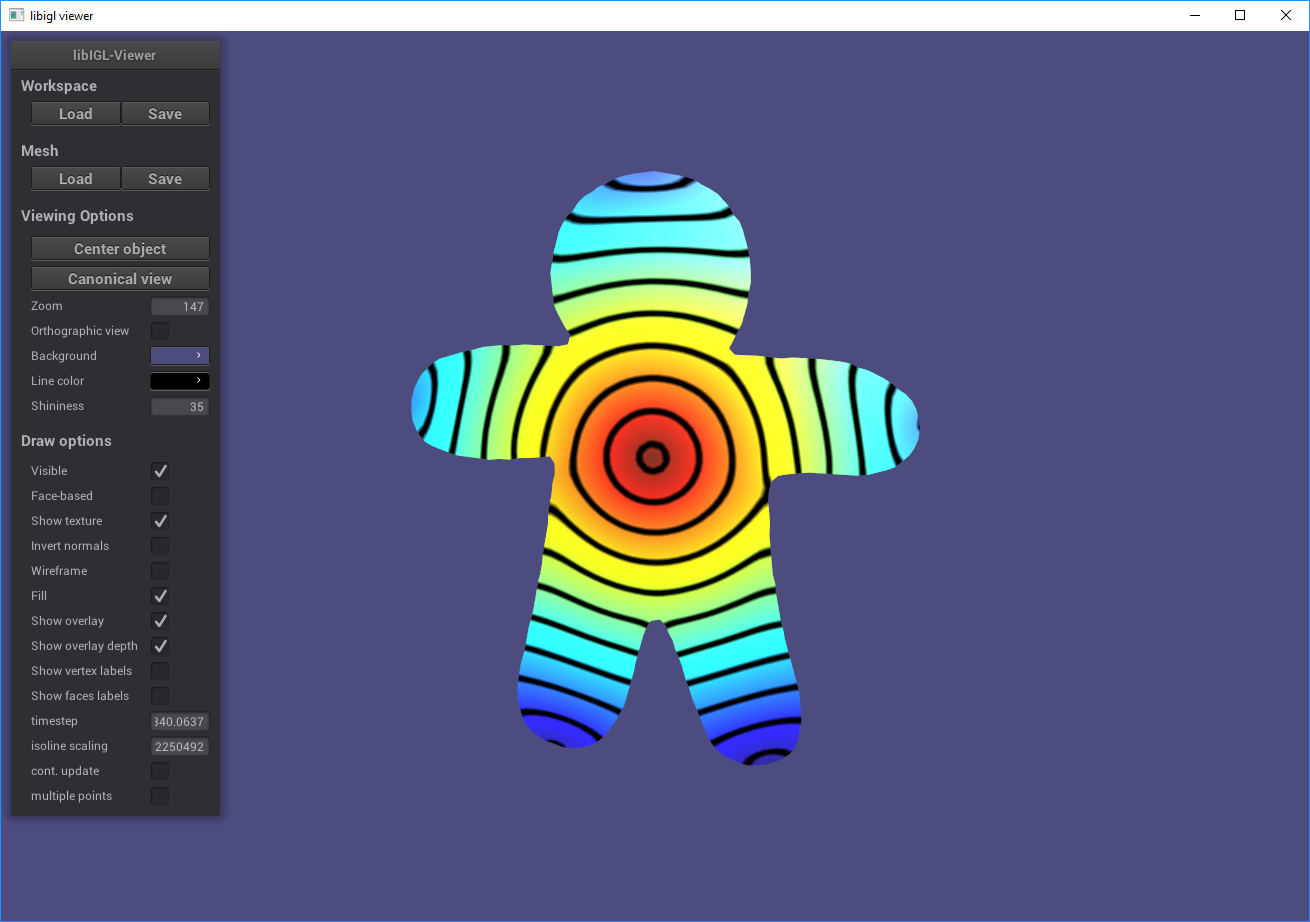 libigl viewer
libIGL-Viewer
Workspace
Load Save
Mesh
Load Save
Viewing Options
Center object
Canonical view
Zoom 147
Orthographic view
Background
Line color
Shininess 35
Draw options
Visible
Face-based
Show texture
Invert normals
Wireframe
Fill
Show overlay
Show overlay depth
Show vertex labels
Show faces labels
timestep 340.0637
isoline scaling 2250492
cont. update
multiple points